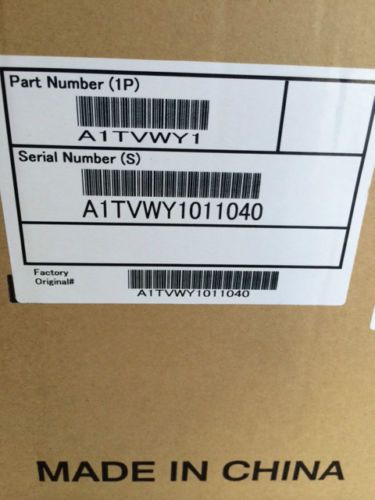 Part Number (1P)
A1TVWY1
Serial Number (S)
A1TVWY1011040
Factory
Original#
A1TVWY1011040
MADE IN CHINA